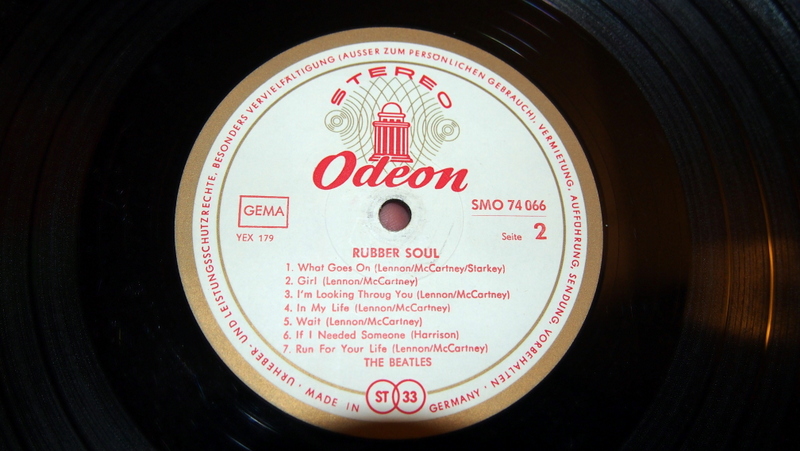 URHEBER- UND LEISTUNGSSCHUTZRECHTE, BESONDERS VERVIELFÄLTIGUNG (AUSSER ZUM PERSÖNLICHEN GEBRAUCH), VERMIETUNG, AUFFÜHRUNG, SENDUNG, VORBEHALTEN ·
STEREO
Odeon
GEMA
SMO 74 066
YEX 179
Seite 2
RUBBER SOUL
1. What Goes On (Lennon/McCartney/Starkey)
2. Girl (Lennon/McCartney)
3. I'm Looking Throug You (Lennon/McCartney)
4. In My Life (Lennon/McCartney)
5. Wait (Lennon/McCartney)
6. If I Needed Someone (Harrison)
7. Run For Your Life (Lennon/McCartney)
THE BEATLES
· MADE IN ST 33 GERMANY ·